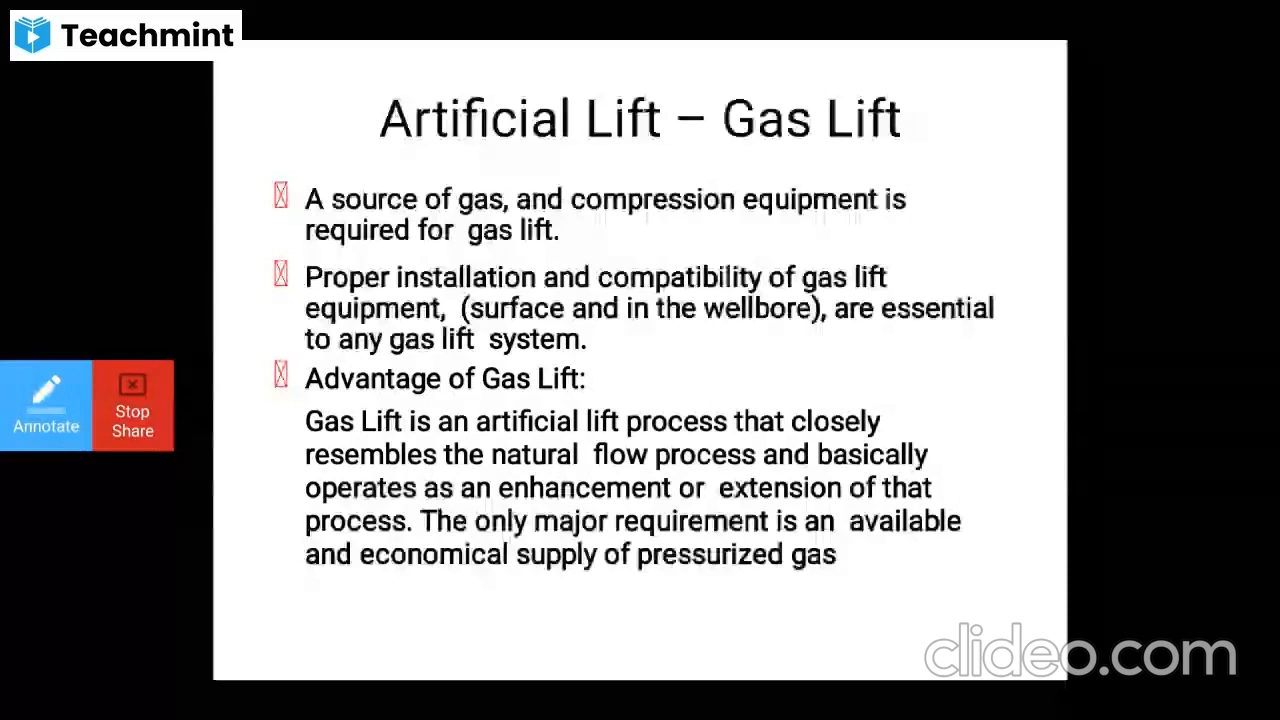 Teachmint
Artificial Lift – Gas Lift
A source of gas, and compression equipment is
required for gas lift.
Proper installation and compatibility of gas lift
equipment, (surface and in the wellbore), are essential
to any gas lift system.
Advantage of Gas Lift:
Gas Lift is an artificial lift process that closely
resembles the natural flow process and basically
operates as an enhancement or extension of that
process. The only major requirement is an available
and economical supply of pressurized gas
Annotate
Stop
Share
clideo.com